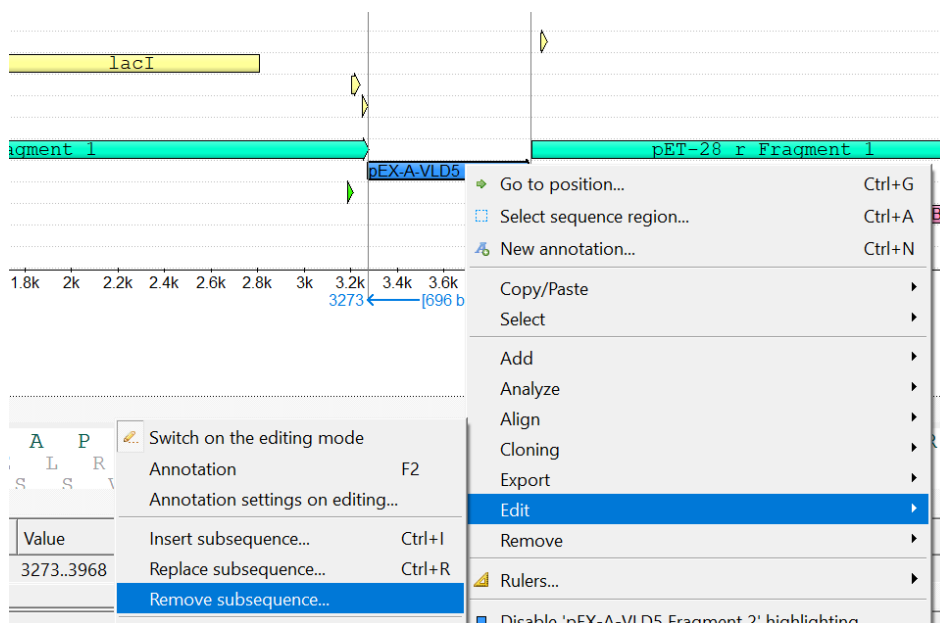 lacI
agment 1
pET-28 r Fragment 1
pEX-A-VLD5
1.8k 2k 2.2k 2.4k 2.6k 2.8k 3k 3.2k 3.4k 3.6k
3273 [696 b
Go to position... Ctrl+G
Select sequence region... Ctrl+A
New annotation... Ctrl+N
Copy/Paste
Select
Add
Analyze
Align
Cloning
Export
Edit
Remove
Rulers...
Disable 'pEX-A-VLD5 Fragment 2' highlighting
A P
L R
S S
Switch on the editing mode
Annotation F2
Annotation settings on editing...
Insert subsequence... Ctrl+I
Replace subsequence... Ctrl+R
Remove subsequence...
Value
3273..3968